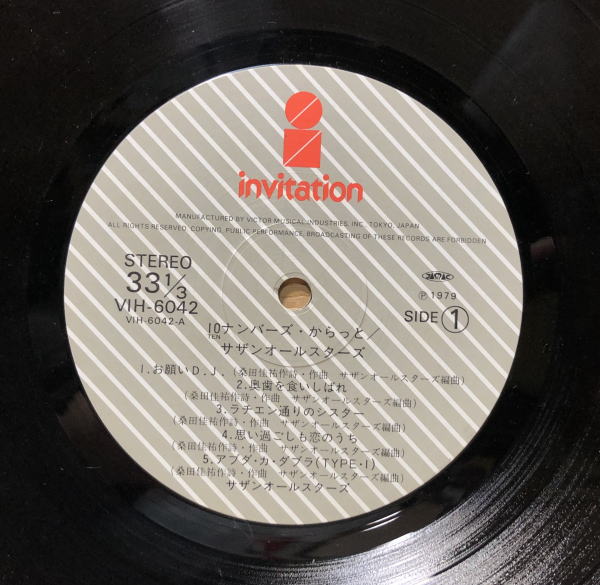 invitation
MANUFACTURED BY VICTOR MUSICAL INDUSTRIES, INC., TOKYO, JAPAN
ALL RIGHTS RESERVED. COPYING, PUBLIC PERFORMANCE, BROADCASTING OF THESE RECORDS ARE FORBIDDEN
STEREO
33 1/3
VIH-6042
VIH-6042-A
JASRAC
℗ 1979
SIDE 1
10ナンバーズ・からっと/
TEN
サザンオールスターズ
1.お願いD.J.(桑田佳祐作詩・作曲 サザンオールスターズ編曲)
2.奥歯を食いしばれ
(桑田佳祐作詩・作曲 サザンオールスターズ編曲)
3.ラチエン通りのシスター
(桑田佳祐作詩・作曲 サザンオールスターズ編曲)
4.思い過ごしも恋のうち
(桑田佳祐作詩・作曲 サザンオールスターズ編曲)
5.アブダ・カ・ダブラ(TYPE・I)
(桑田佳祐作詩・作曲 サザンオールスターズ編曲)
サザンオールスターズ